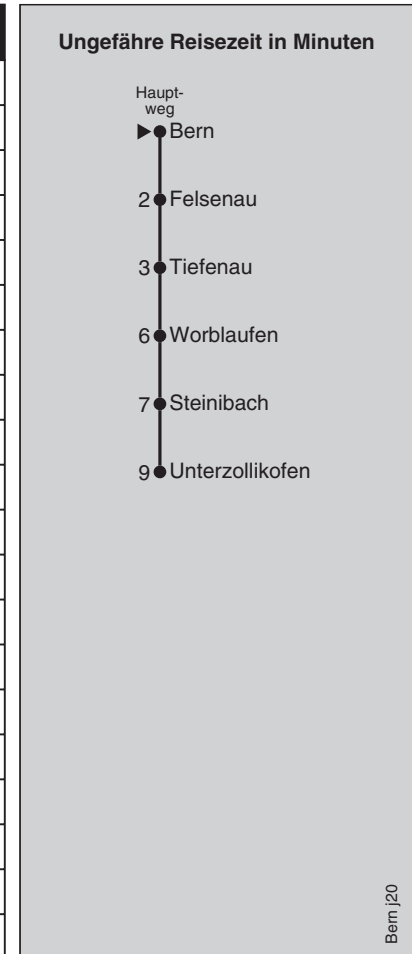 Ungefähre Reisezeit in Minuten
Haupt-
weg
Bern
2 Felsenau
3 Tiefenau
6 Worblaufen
7 Steinibach
9 Unterzollikofen
Bern j20